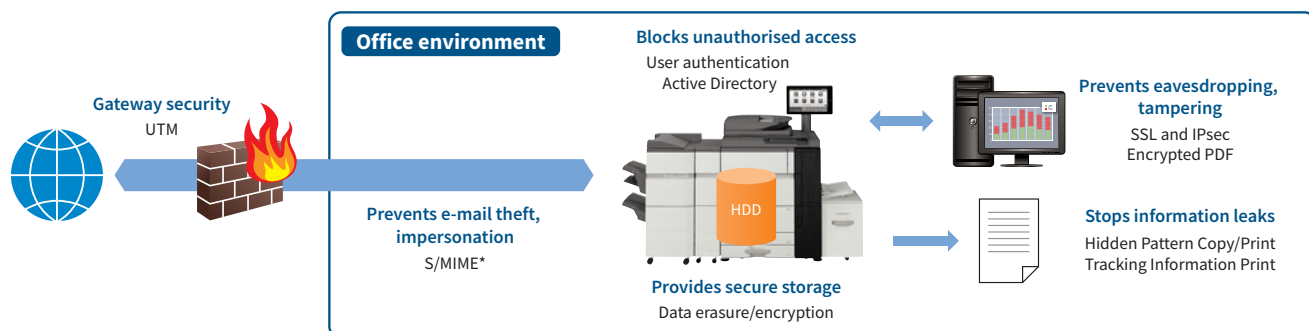 Office environment
Gateway security
UTM
Prevents e-mail theft,
impersonation
S/MIME*
Blocks unauthorised access
User authentication
Active Directory
HDD
Provides secure storage
Data erasure/encryption
Prevents eavesdropping,
tampering
SSL and IPsec
Encrypted PDF
Stops information leaks
Hidden Pattern Copy/Print
Tracking Information Print